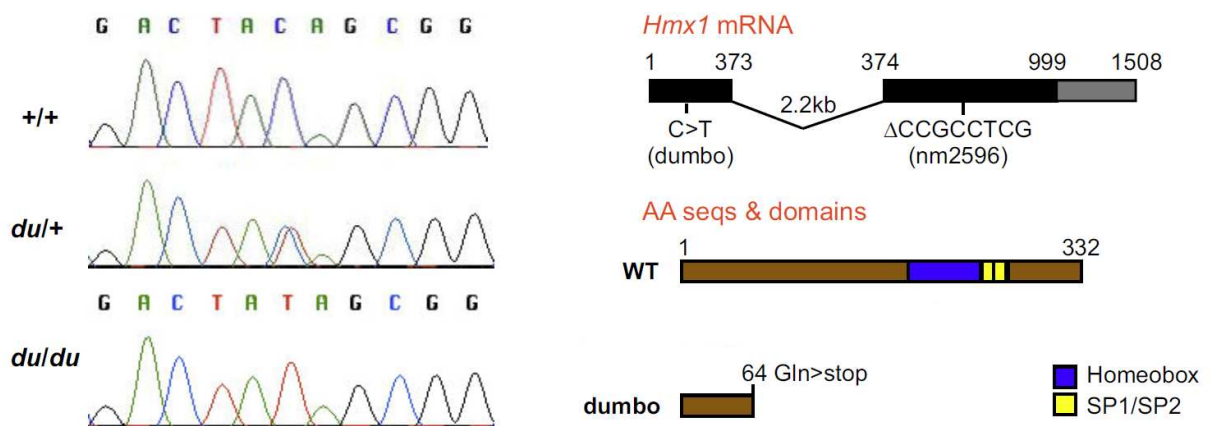 G A C T A C A G C G G
+/+
du/+
G A C T A T A G C G G
du/du
Hmx1 mRNA
1 373 374 999 1508
2.2kb
C>T
(dumbo)
ΔCCGCCTCG
(nm2596)
AA seqs & domains
1 332
WT
64 Gln>stop
dumbo
Homeobox
SP1/SP2